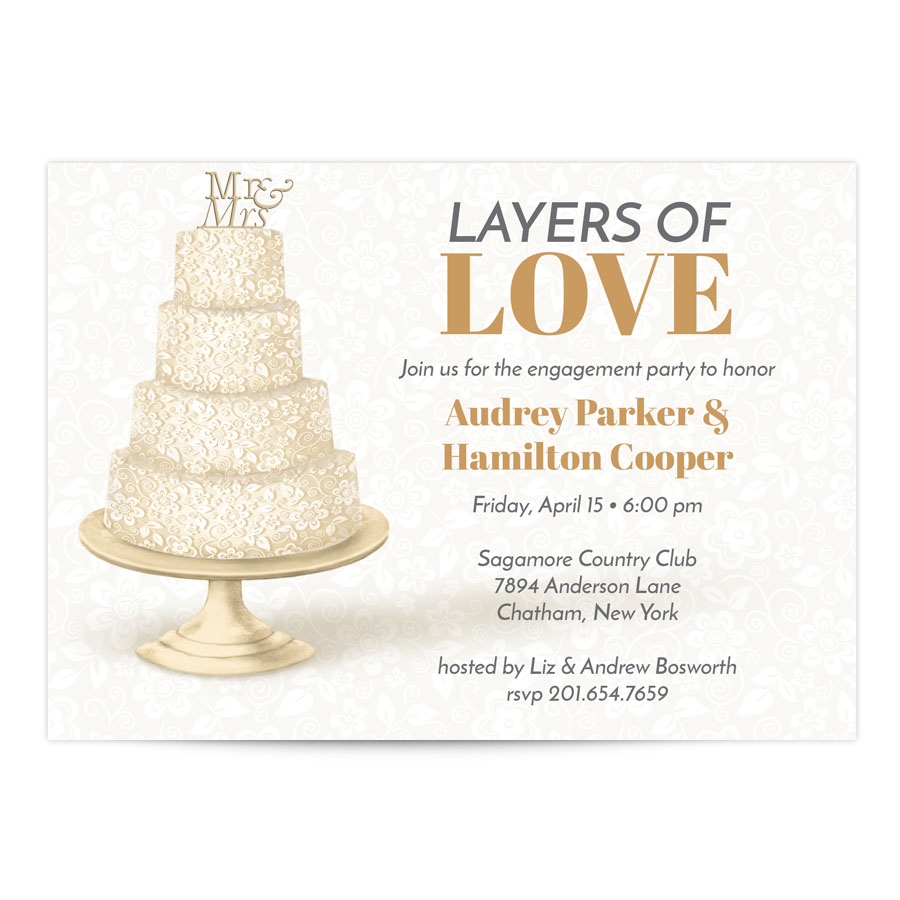 Mr &
Mrs
LAYERS OF
LOVE
Join us for the engagement party to honor
Audrey Parker &
Hamilton Cooper
Friday, April 15 • 6:00 pm
Sagamore Country Club
7894 Anderson Lane
Chatham, New York
hosted by Liz & Andrew Bosworth
rsvp 201.654.7659